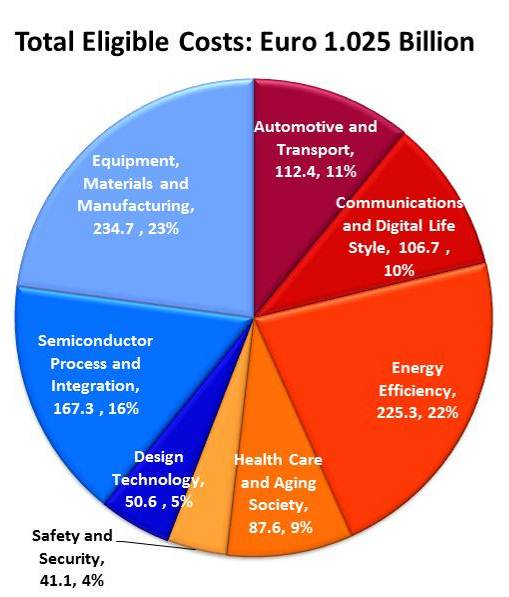 Total Eligible Costs: Euro 1.025 Billion
Automotive and
Transport,
112.4, 11%
Communications
and Digital Life
Style, 106.7 ,
10%
Energy
Efficiency,
225.3, 22%
Health Care
and Aging
Society,
87.6, 9%
Safety and
Security,
41.1, 4%
Design
Technology,
50.6 , 5%
Semiconductor
Process and
Integration,
167.3 , 16%
Equipment,
Materials and
Manufacturing,
234.7 , 23%